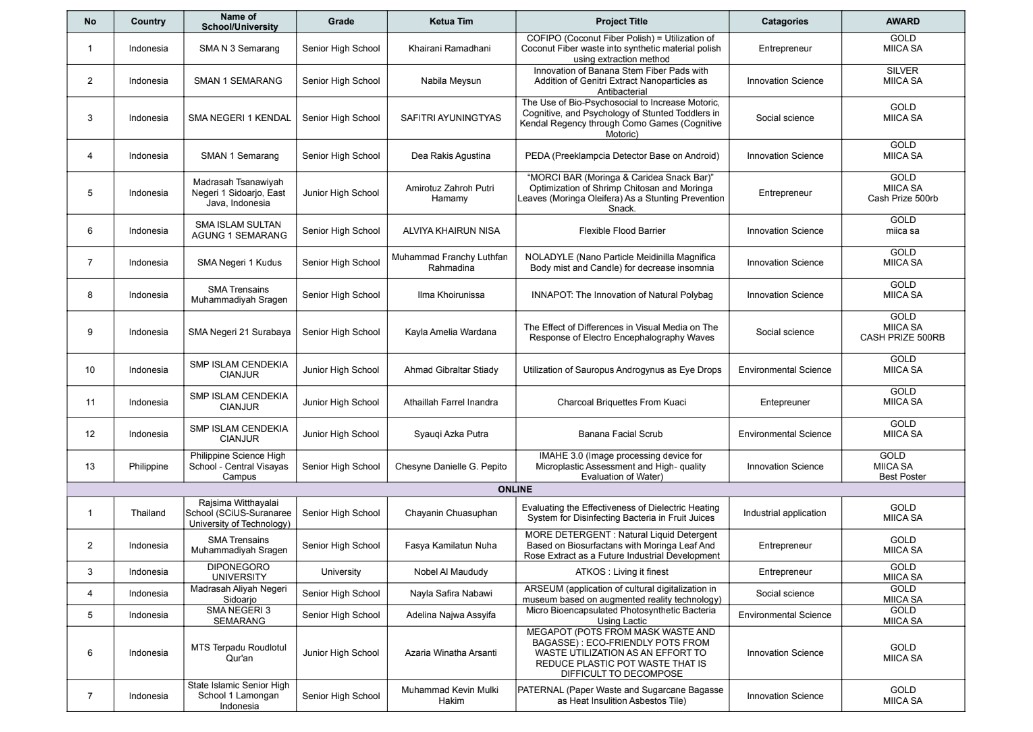 No Country Name of School/University Grade Ketua Tim Project Title Catagories AWARD
1 Indonesia SMA N 3 Semarang Senior High School Khairani Ramadhani COFIPO (Coconut Fiber Polish) = Utilization of Coconut Fiber waste into synthetic material polish using extraction method Entrepreneur GOLD MIICA SA
2 Indonesia SMAN 1 SEMARANG Senior High School Nabila Meysun Innovation of Banana Stem Fiber Pads with Addition of Genitri Extract Nanoparticles as Antibacterial Innovation Science SILVER MIICA SA
3 Indonesia SMA NEGERI 1 KENDAL Senior High School SAFITRI AYUNINGTYAS The Use of Bio-Psychosocial to Increase Motoric, Cognitive, and Psychology of Stunted Toddlers in Kendal Regency through Como Games (Cognitive Motoric) Social science GOLD MIICA SA
4 Indonesia SMAN 1 Semarang Senior High School Dea Rakis Agustina PEDA (Preeklampcia Detector Base on Android) Innovation Science GOLD MIICA SA
5 Indonesia Madrasah Tsanawiyah Negeri 1 Sidoarjo, East Java, Indonesia Junior High School Amirotuz Zahroh Putri Hamamy "MORCI BAR (Moringa & Caridea Snack Bar)" Optimization of Shrimp Chitosan and Moringa Leaves (Moringa Oleifera) As a Stunting Prevention Snack. Entrepreneur GOLD MIICA SA Cash Prize 500rb
6 Indonesia SMA ISLAM SULTAN AGUNG 1 SEMARANG Senior High School ALVIYA KHAIRUN NISA Flexible Flood Barrier Innovation Science GOLD miica sa
7 Indonesia SMA Negeri 1 Kudus Senior High School Muhammad Franchy Luthfan Rahmadina NOLADYLE (Nano Particle Meidinilla Magnifica Body mist and Candle) for decrease insomnia Innovation Science GOLD MIICA SA
8 Indonesia SMA Trensains Muhammadiyah Sragen Senior High School Ilma Khoirunissa INNAPOT: The Innovation of Natural Polybag Innovation Science GOLD MIICA SA
9 Indonesia SMA Negeri 21 Surabaya Senior High School Kayla Amelia Wardana The Effect of Differences in Visual Media on The Response of Electro Encephalography Waves Social science GOLD MIICA SA CASH PRIZE 500RB
10 Indonesia SMP ISLAM CENDEKIA CIANJUR Junior High School Ahmad Gibraltar Stiady Utilization of Sauropus Androgynus as Eye Drops Environmental Science GOLD MIICA SA
11 Indonesia SMP ISLAM CENDEKIA CIANJUR Junior High School Athaillah Farrel Inandra Charcoal Briquettes From Kuaci Entepreuner GOLD MIICA SA
12 Indonesia SMP ISLAM CENDEKIA CIANJUR Junior High School Syauqi Azka Putra Banana Facial Scrub Environmental Science GOLD MIICA SA
13 Philippine Philippine Science High School - Central Visayas Campus Senior High School Chesyne Danielle G. Pepito IMAHE 3.0 (Image processing device for Microplastic Assessment and High- quality Evaluation of Water) Innovation Science GOLD MIICA SA Best Poster
ONLINE
1 Thailand Rajsima Witthayalai School (SCiUS-Suranaree University of Technology) Senior High School Chayanin Chuasuphan Evaluating the Effectiveness of Dielectric Heating System for Disinfecting Bacteria in Fruit Juices Industrial application GOLD MIICA SA
2 Indonesia SMA Trensains Muhammadiyah Sragen Senior High School Fasya Kamilatun Nuha MORE DETERGENT : Natural Liquid Detergent Based on Biosurfactans with Moringa Leaf And Rose Extract as a Future Industrial Development Entrepreneur GOLD MIICA SA
3 Indonesia DIPONEGORO UNIVERSITY University Nobel Al Maududy ATKOS : Living it finest Entrepreneur GOLD MIICA SA
4 Indonesia Madrasah Aliyah Negeri Sidoarjo Senior High School Nayla Safira Nabawi ARSEUM (application of cultural digitalization in museum based on augmented reality technology) Social science GOLD MIICA SA
5 Indonesia SMA NEGERI 3 SEMARANG Senior High School Adelina Najwa Assyifa Micro Bioencapsulated Photosynthetic Bacteria Using Lactic Environmental Science GOLD MIICA SA
6 Indonesia MTS Terpadu Roudlotul Qur'an Junior High School Azaria Winatha Arsanti MEGAPOT (POTS FROM MASK WASTE AND BAGASSE) : ECO-FRIENDLY POTS FROM WASTE UTILIZATION AS AN EFFORT TO REDUCE PLASTIC POT WASTE THAT IS DIFFICULT TO DECOMPOSE Innovation Science GOLD MIICA SA
7 Indonesia State Islamic Senior High School 1 Lamongan Indonesia Senior High School Muhammad Kevin Mulki Hakim PATERNAL (Paper Waste and Sugarcane Bagasse as Heat Insulition Asbestos Tile) Innovation Science GOLD MIICA SA